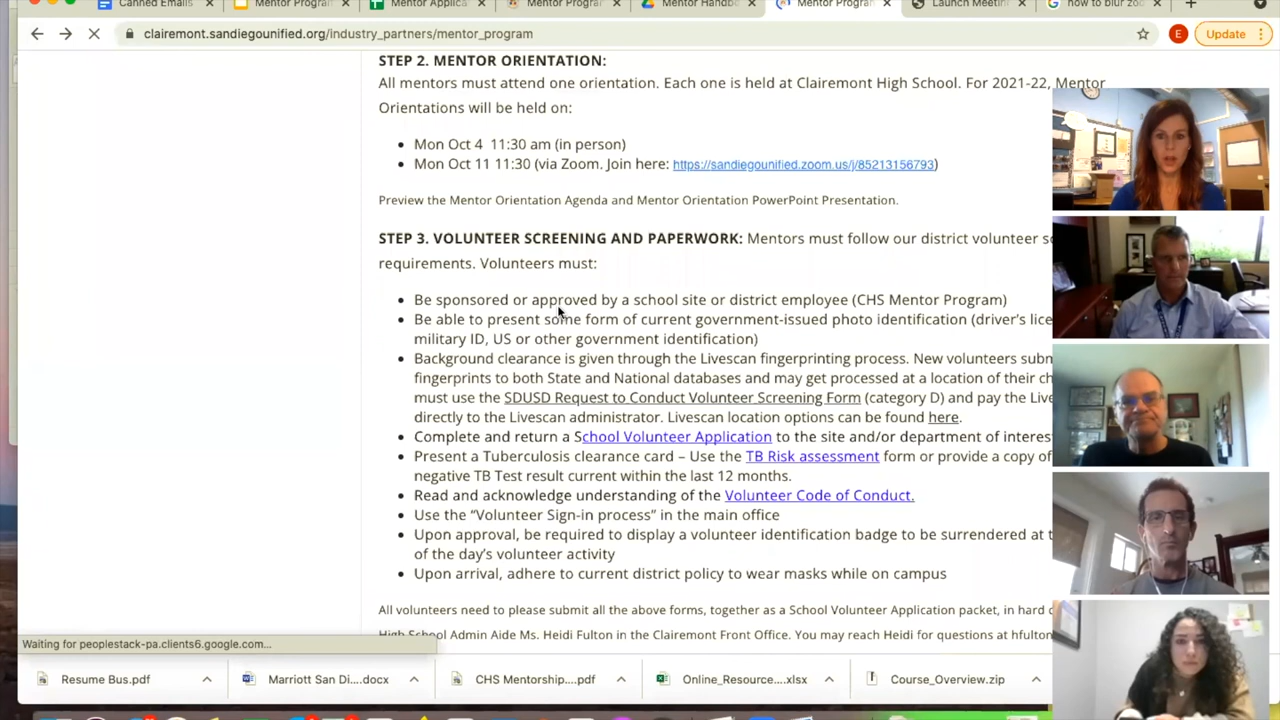 Canned Emails
Mentor Program
Mentor Applica
Mentor Progra
Mentor Handb
Mentor Progran
Launch Meetin
how to blur zo
clairemont.sandiegounified.org/industry_partners/mentor_program
E
Update
STEP 2. MENTOR ORIENTATION:
All mentors must attend one orientation. Each one is held at Clairemont High School. For 2021-22, Mentor
Orientations will be held on:
Mon Oct 4 11:30 am (in person)
Mon Oct 11 11:30 (via Zoom. Join here: https://sandiegounified.zoom.us/j/85213156793)
Preview the Mentor Orientation Agenda and Mentor Orientation PowerPoint Presentation.
STEP 3. VOLUNTEER SCREENING AND PAPERWORK: Mentors must follow our district volunteer sc
requirements. Volunteers must:
Be sponsored or approved by a school site or district employee (CHS Mentor Program)
Be able to present some form of current government-issued photo identification (driver's lice
military ID, US or other government identification)
Background clearance is given through the Livescan fingerprinting process. New volunteers subn
fingerprints to both State and National databases and may get processed at a location of their ch
must use the SDUSD Request to Conduct Volunteer Screening Form (category D) and pay the Live
directly to the Livescan administrator. Livescan location options can be found here.
Complete and return a School Volunteer Application to the site and/or department of interes
Present a Tuberculosis clearance card – Use the TB Risk assessment form or provide a copy of
negative TB Test result current within the last 12 months.
Read and acknowledge understanding of the Volunteer Code of Conduct.
Use the “Volunteer Sign-in process” in the main office
Upon approval, be required to display a volunteer identification badge to be surrendered at t
of the day's volunteer activity
Upon arrival, adhere to current district policy to wear masks while on campus
All volunteers need to please submit all the above forms, together as a School Volunteer Application packet, in hard c
High School Admin Aide Ms. Heidi Fulton in the Clairemont Front Office. You may reach Heidi for questions at hfulton
Waiting for peoplestack-pa.clients6.google.com...
Resume Bus.pdf
Marriott San Di....docx
CHS Mentorship....pdf
Online_Resource....xlsx
Course_Overview.zip